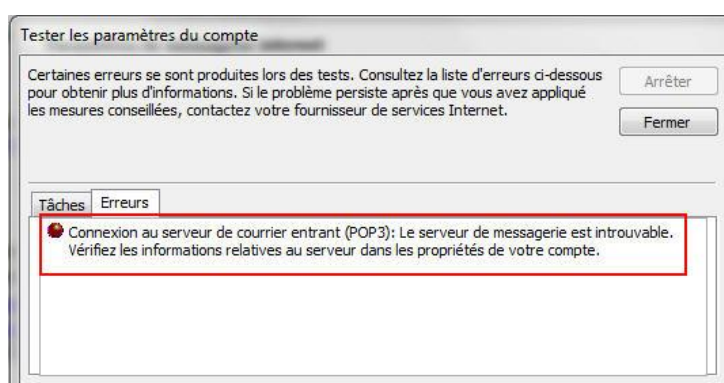 Tester les paramètres du compte
Certaines erreurs se sont produites lors des tests. Consultez la liste d'erreurs ci-dessous
pour obtenir plus d'informations. Si le problème persiste après que vous avez appliqué
les mesures conseillées, contactez votre fournisseur de services Internet.
Arrêter
Fermer
Tâches
Erreurs
Connexion au serveur de courrier entrant (POP3): Le serveur de messagerie est introuvable.
Vérifiez les informations relatives au serveur dans les propriétés de votre compte.